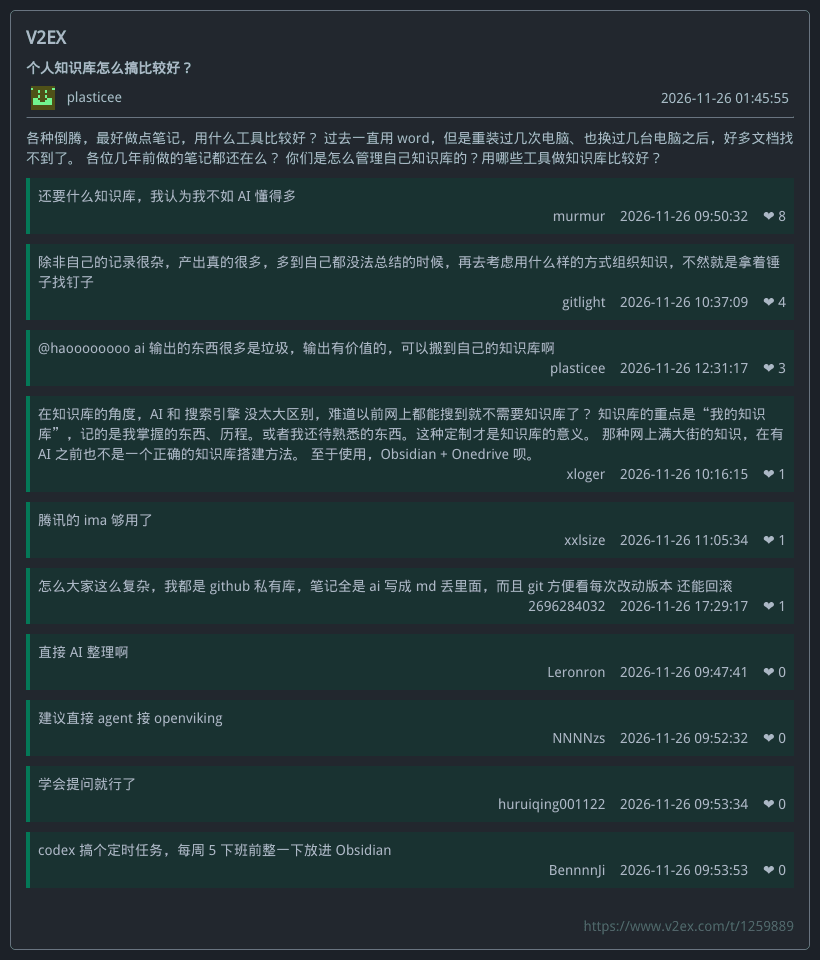 V2EX
个人知识库怎么搞比较好？
plasticee 2026-11-26 01:45:55
各种倒腾，最好做点笔记，用什么工具比较好？ 过去一直用 word，但是重装过几次电脑、也换过几台电脑之后，好多文档找
不到了。 各位几年前做的笔记都还在么？ 你们是怎么管理自己知识库的？用哪些工具做知识库比较好？
还要什么知识库，我认为我不如 AI 懂得多
murmur 2026-11-26 09:50:32 ❤ 8
除非自己的记录很杂，产出真的很多，多到自己都没法总结的时候，再去考虑用什么样的方式组织知识，不然就是拿着锤
子找钉子
gitlight 2026-11-26 10:37:09 ❤ 4
@haoooooooo ai 输出的东西很多是垃圾，输出有价值的，可以搬到自己的知识库啊
plasticee 2026-11-26 12:31:17 ❤ 3
在知识库的角度，AI 和 搜索引擎 没太大区别，难道以前网上都能搜到就不需要知识库了？ 知识库的重点是“我的知识
库”，记的是我掌握的东西、历程。或者我还待熟悉的东西。这种定制才是知识库的意义。 那种网上满大街的知识，在有
AI 之前也不是一个正确的知识库搭建方法。 至于使用，Obsidian + Onedrive 呗。
xloger 2026-11-26 10:16:15 ❤ 1
腾讯的 ima 够用了
xxlsize 2026-11-26 11:05:34 ❤ 1
怎么大家这么复杂，我都是 github 私有库，笔记全是 ai 写成 md 丢里面，而且 git 方便看每次改动版本 还能回滚
2696284032 2026-11-26 17:29:17 ❤ 1
直接 AI 整理啊
Leronron 2026-11-26 09:47:41 ❤ 0
建议直接 agent 接 openviking
NNNNzs 2026-11-26 09:52:32 ❤ 0
学会提问就行了
huruiqing001122 2026-11-26 09:53:34 ❤ 0
codex 搞个定时任务，每周 5 下班前整一下放进 Obsidian
BennnnJi 2026-11-26 09:53:53 ❤ 0
https://www.v2ex.com/t/1259889